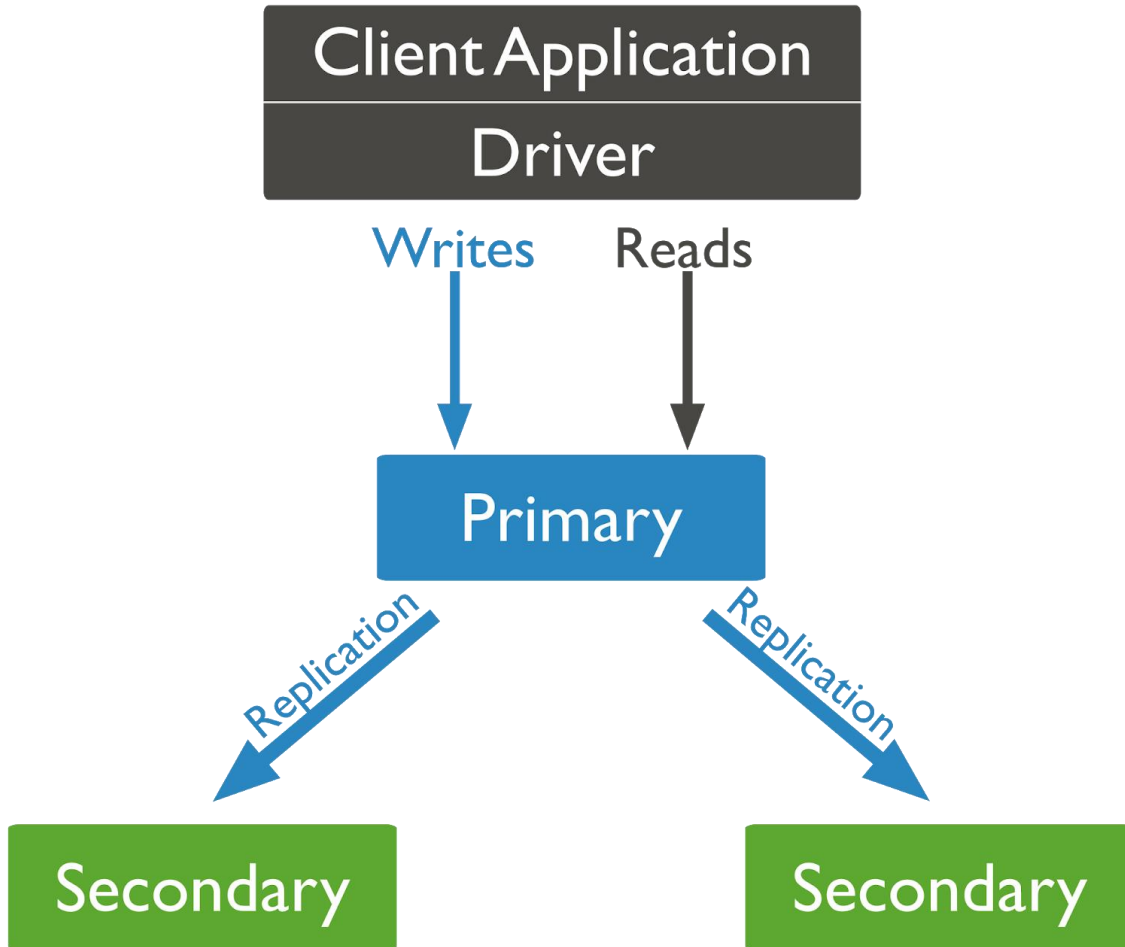 Client Application
Driver
Writes
Reads
Primary
Replication
Replication
Secondary
Secondary